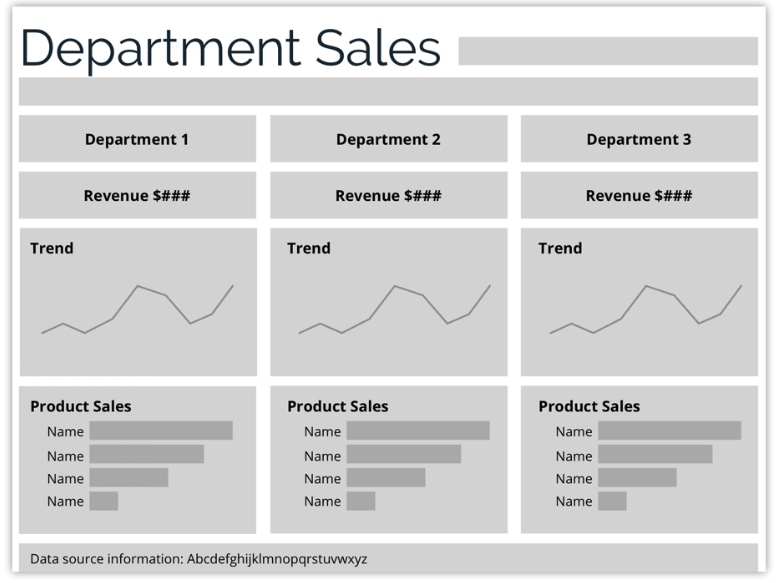 Department Sales
Department 1
Department 2
Department 3
Revenue $###
Revenue $###
Revenue $###
Trend
Trend
Trend
Product Sales
Name
Name
Name
Name
Product Sales
Name
Name
Name
Name
Product Sales
Name
Name
Name
Name
Data source information: Abcdefghijklmnopqrstuvwxyz